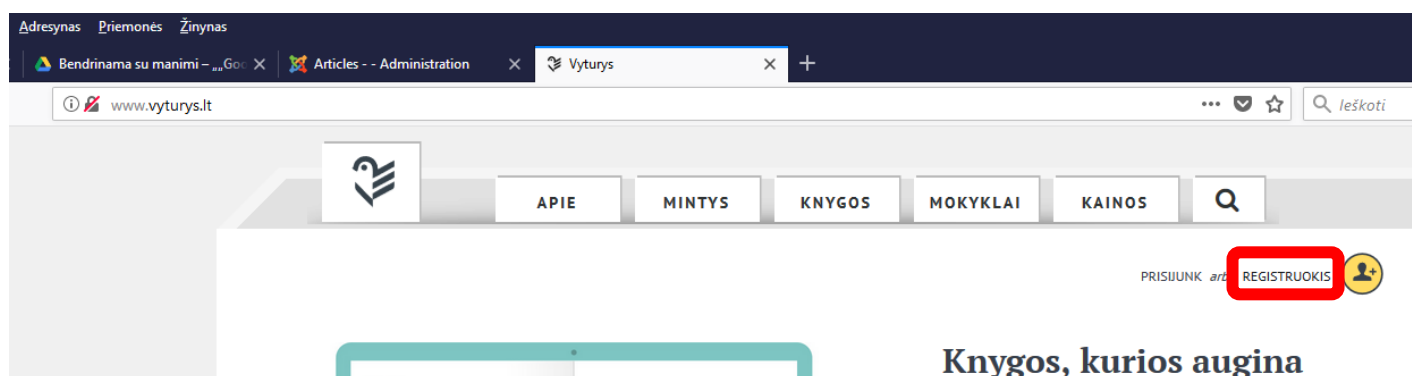 Adresynas Priemonės Žinynas
Bendrinama su manimi – „„Goo Articles - - Administration Vyturys
www.vyturys.lt Ieškoti
APIE MINTYS KNYGOS MOKYKLAI KAINOS
PRISIJUNK REGISTRUOKIS
Knygos, kurios augina